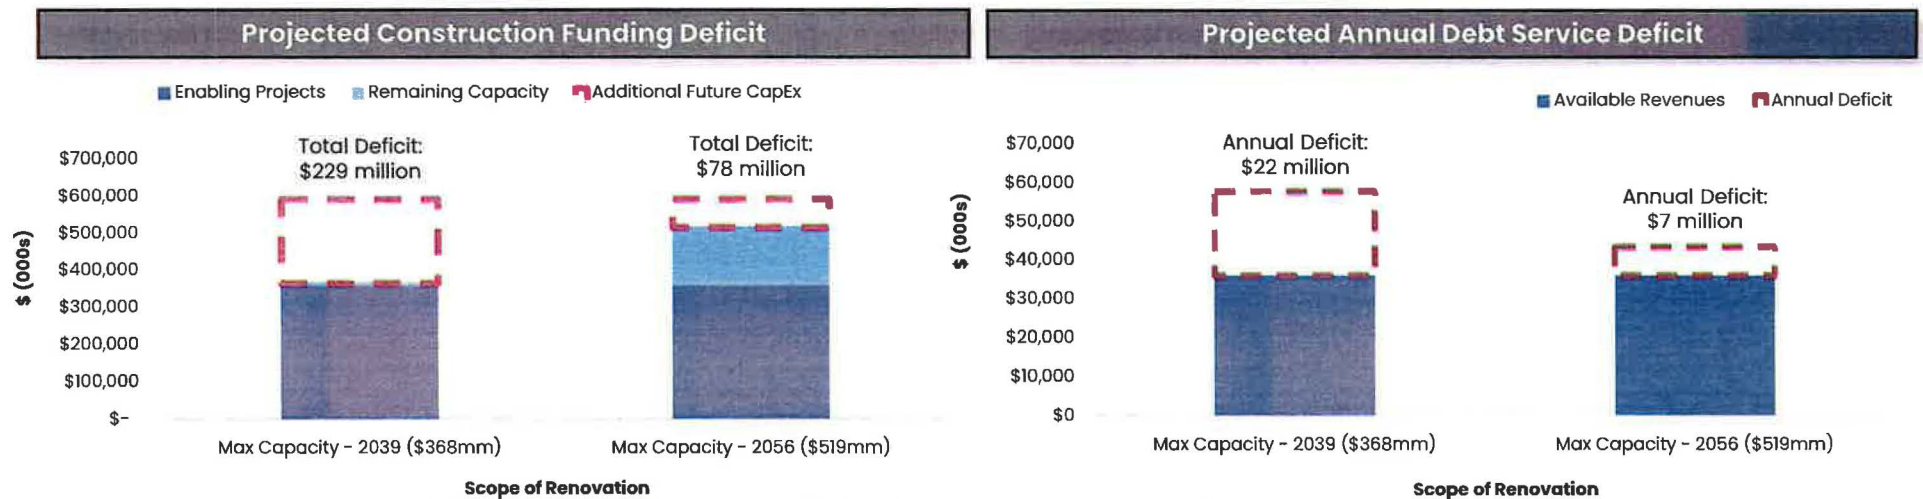 Projected Construction Funding Deficit
Enabling Projects Remaining Capacity Additional Future CapEx
Total Deficit:
$229 million
Total Deficit:
$78 million
$700,000
$600,000
$500,000
$400,000
$300,000
$200,000
$100,000
$-
$ (000s)
Max Capacity - 2039 ($368mm)
Max Capacity - 2056 ($519mm)
Scope of Renovation
Projected Annual Debt Service Deficit
Available Revenues Annual Deficit
Annual Deficit:
$22 million
Annual Deficit:
$7 million
$70,000
$60,000
$50,000
$40,000
$30,000
$20,000
$10,000
$0
$ (000s)
Max Capacity - 2039 ($368mm)
Max Capacity - 2056 ($519mm)
Scope of Renovation